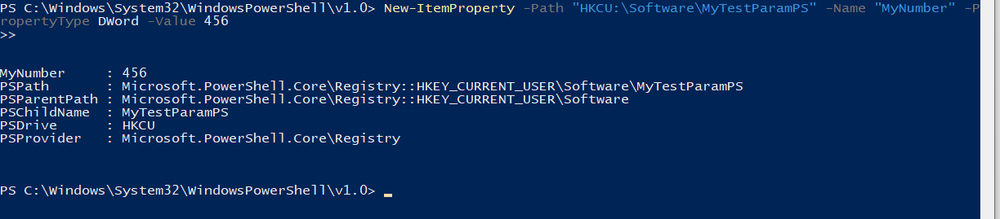 PS C:\Windows\System32\WindowsPowerShell\v1.0> New-ItemProperty -Path "HKCU:\Software\MyTestParamPS" -Name "MyNumber" -P
ropertyType DWord -Value 456
>>
MyNumber     : 456
PSPath       : Microsoft.PowerShell.Core\Registry::HKEY_CURRENT_USER\Software\MyTestParamPS
PSParentPath : Microsoft.PowerShell.Core\Registry::HKEY_CURRENT_USER\Software
PSChildName  : MyTestParamPS
PSDrive      : HKCU
PSProvider   : Microsoft.PowerShell.Core\Registry
PS C:\Windows\System32\WindowsPowerShell\v1.0>